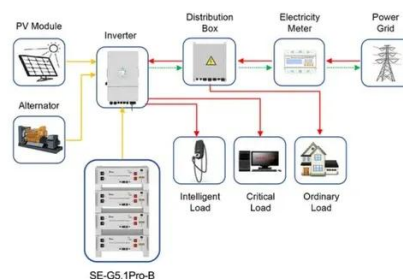 PV Module
Inverter
Distribution
Box
Electricity
Meter
Power
Grid
Alternator
Intelligent
Load
Critical
Load
Ordinary
Load
SE-G5.1Pro-B